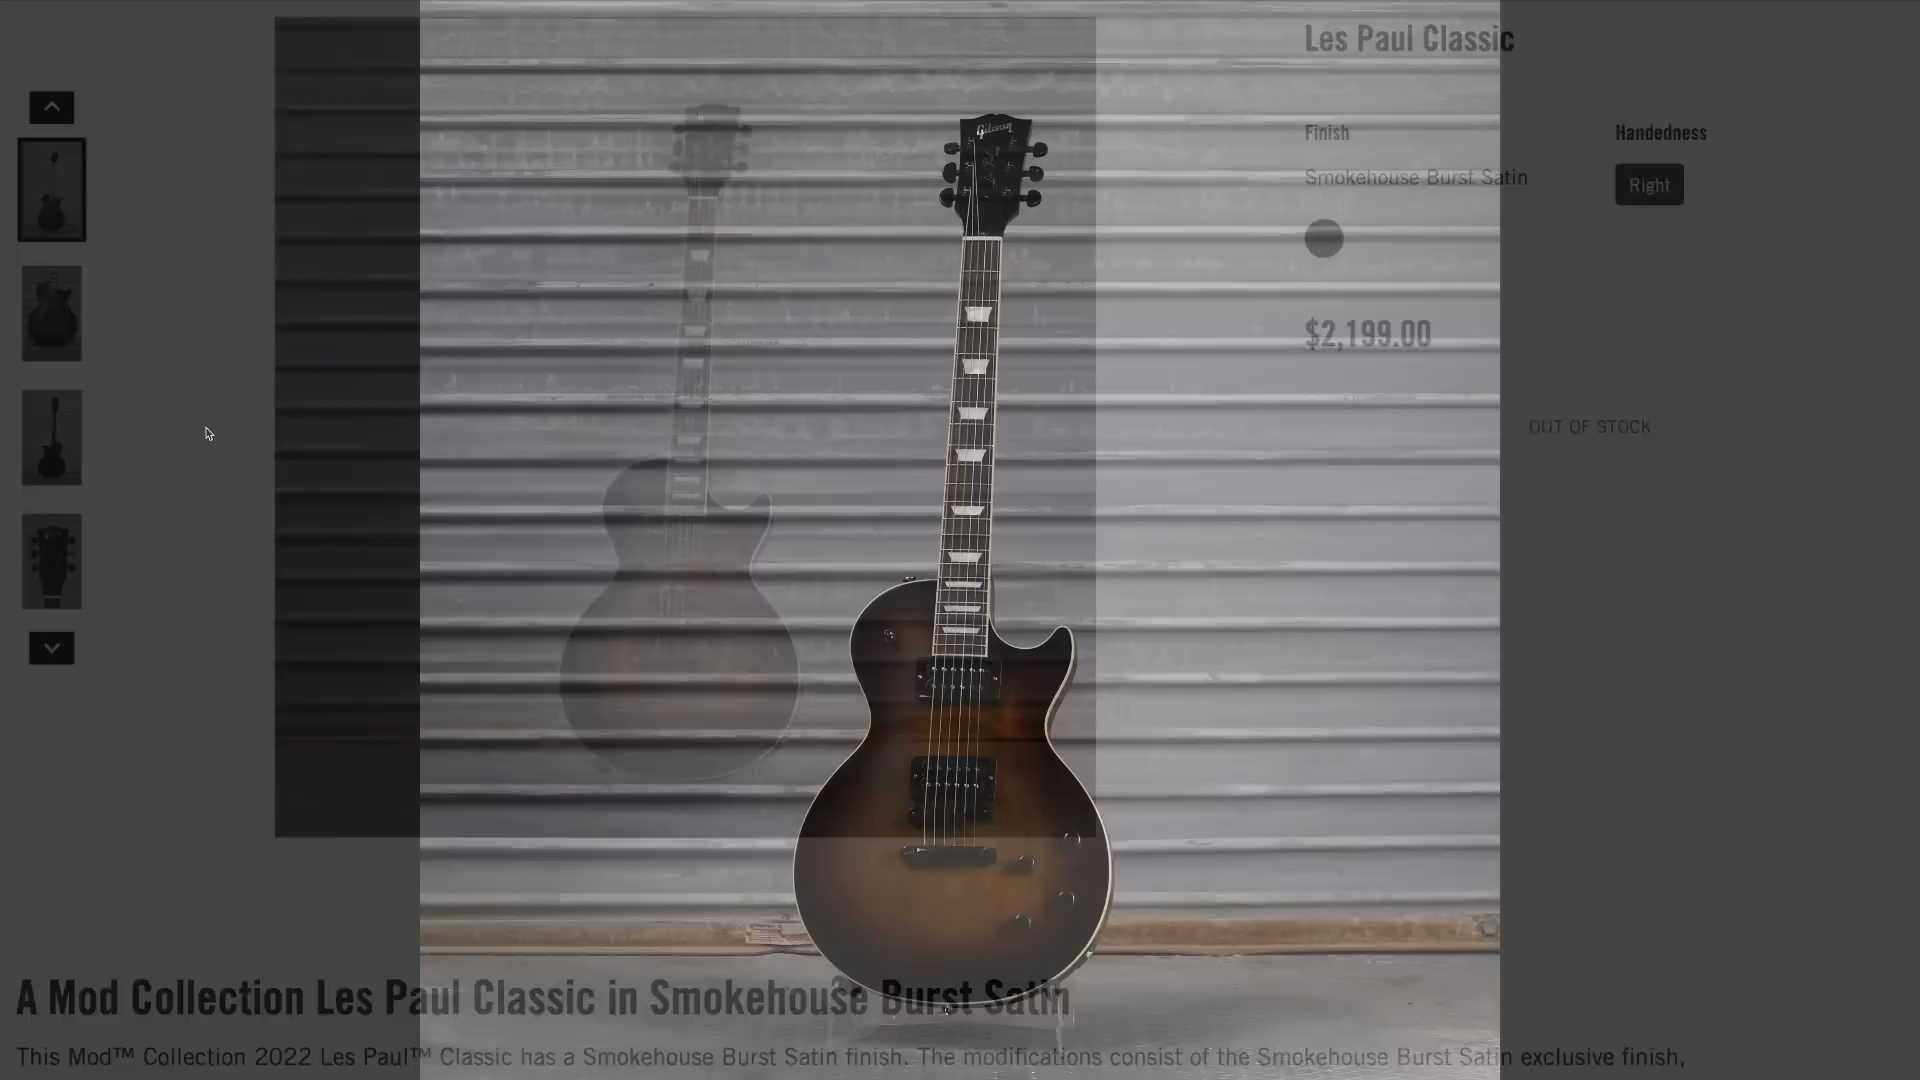 Les Paul Classic
Gibson
Finish
Handedness
Smokehouse Burst Satin
Right
$2,199.00
OUT OF STOCK
A Mod Collection Les Paul Classic in Smokehouse Burst Satin
This Mod™ Collection 2022 Les Paul™ Classic has a Smokehouse Burst Satin finish. The modifications consist of the Smokehouse Burst Satin exclusive finish,